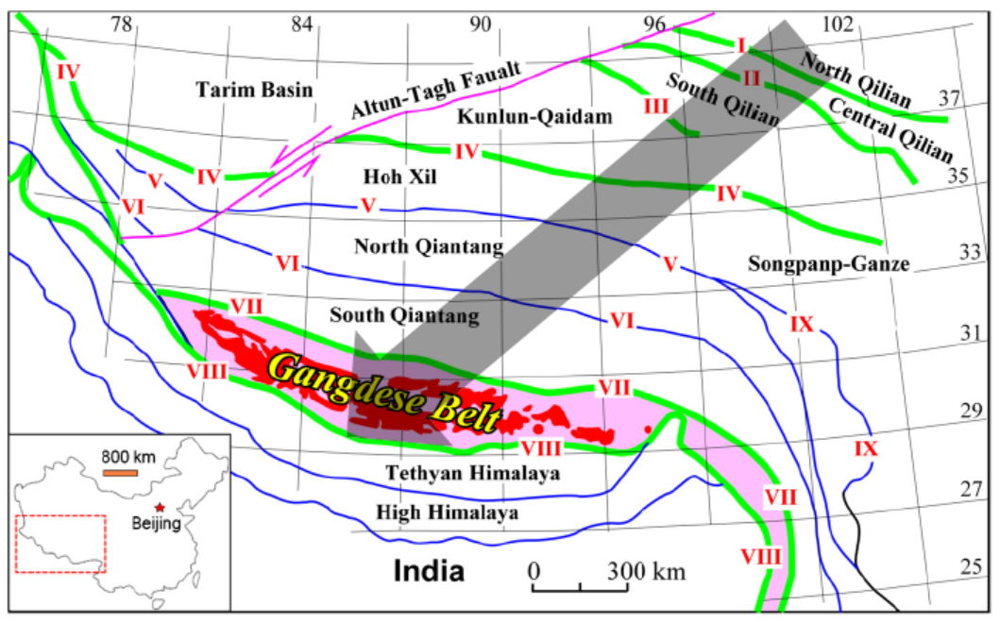 78
84
90
96
102
I
IV
Altun-Tagh Faualt
North Qilian
II
Tarim Basin
South Qilian
37
III
Kunlun-Qaidam
Central Qilian
IV
IV
Hoh Xil
35
V
IV
VI
V
North Qiantang
33
VI
V
Songpanp-Ganze
VII
South Qiantang
VI
IX
31
VIII
Gangdese Belt
VII
29
800 km
VIII
IX
Tethyan Himalaya
VII
27
Beijing
High Himalaya
VIII
India
0 300 km
25